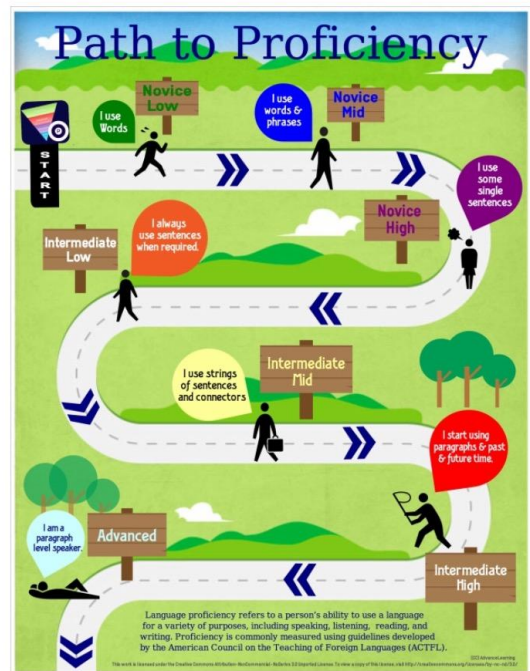 Path to Proficiency
Novice
Low
I use
Words
I use
words &
phrases
Novice
Mid
START
I use
some
single
sentences
Novice
High
I always
use sentences
when required.
Intermediate
Low
I use strings
of sentences
and connectors
Intermediate
Mid
I start using
paragraphs & past
& future time.
I am a
paragraph
level speaker.
Advanced
Intermediate
High
Language proficiency refers to a person's ability to use a language
for a variety of purposes, including speaking, listening, reading, and
writing. Proficiency is commonly measured using guidelines developed
by the American Council on the Teaching of Foreign Languages (ACTFL).